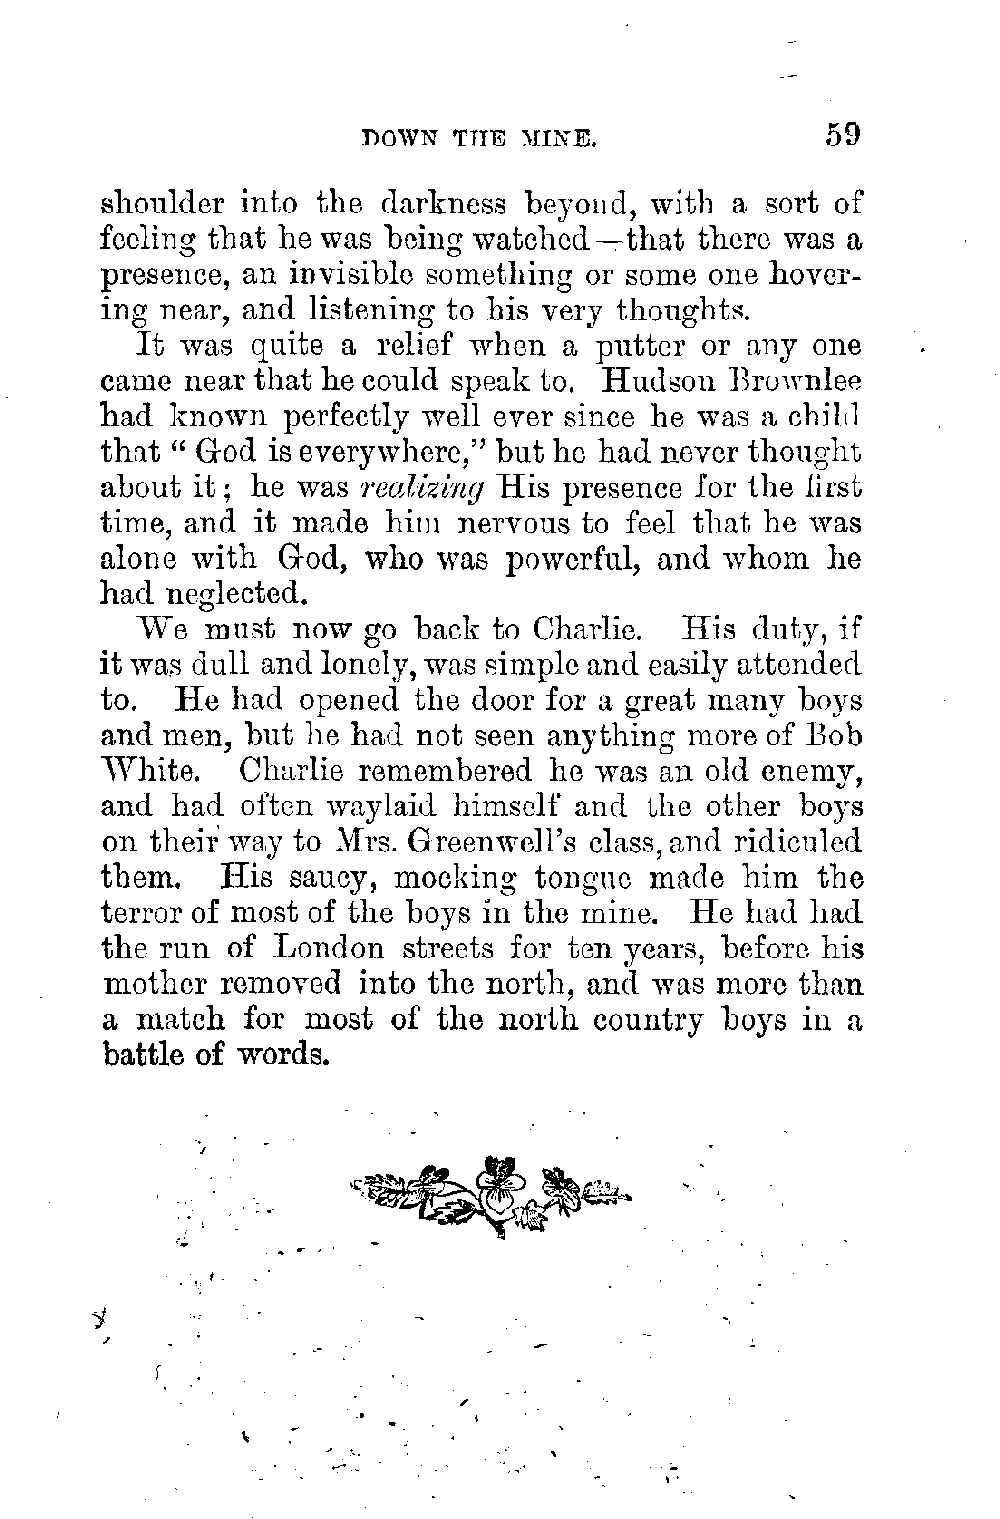 DOWN THE MINE. 59
shoulder into the darkness beyond, with a sort of
feeling that he was being watched—that there was a
presence, an invisible something or some one hover-
ing near, and listening to his very thoughts.
It was quite a relief when a putter or any one
came near that he could speak to. Hudson Brownlee
had known perfectly well ever since he was a child
that “ God is everywhere,” but he had never thought
about it ; he was realizing His presence for the first
time, and it made him nervous to feel that he was
alone with God, who was powerful, and whom he
had neglected.
We must now go back to Charlie. His duty, if
it was dull and lonely, was simple and easily attended
to. He had opened the door for a great many boys
and men, but he had not seen anything more of Bob
White. Charlie remembered he was an old enemy,
and had often waylaid himself and the other boys
on their way to Mrs. Greenwell’s class, and ridiculed
them. His saucy, mocking tongue made him the
terror of most of the boys in the mine. He had had
the run of London streets for ten years, before his
mother removed into the north, and was more than
a match for most of the north country boys in a
battle of words.